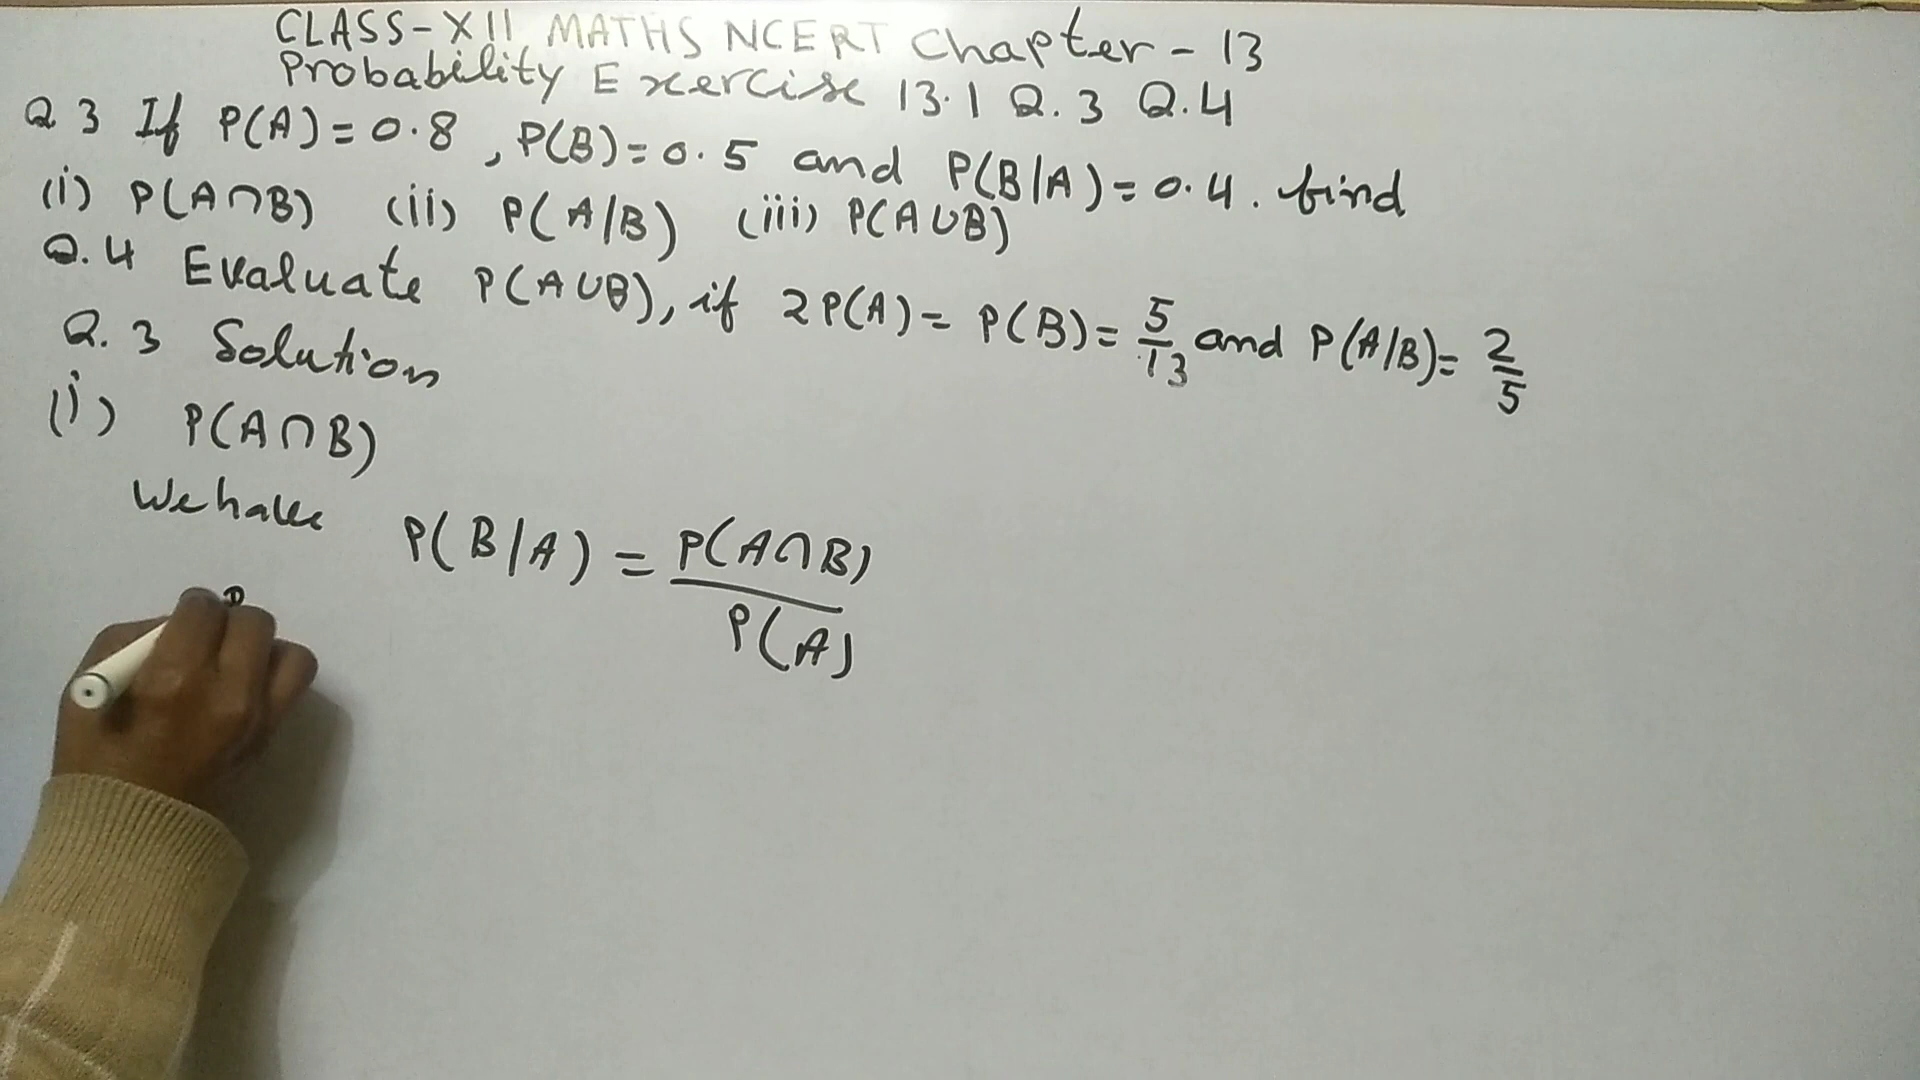 CLASS-XII MATHS NCERT Chapter - 13
Probability Exercise 13.1 Q.3 Q.4
Q 3 If P(A)=0.8, P(B)=0.5 and P(B/A)=0.4. find
(i) P(A∩B) (ii) P(A/B) (iii) P(A∪B)
Q.4 Evaluate P(A∪B), if 2P(A)= P(B)= 5/13 and P(A/B)= 2/5
Q.3 Solution
(i) P(A∩B)
We have P(B/A) = P(A∩B)/P(A)
P